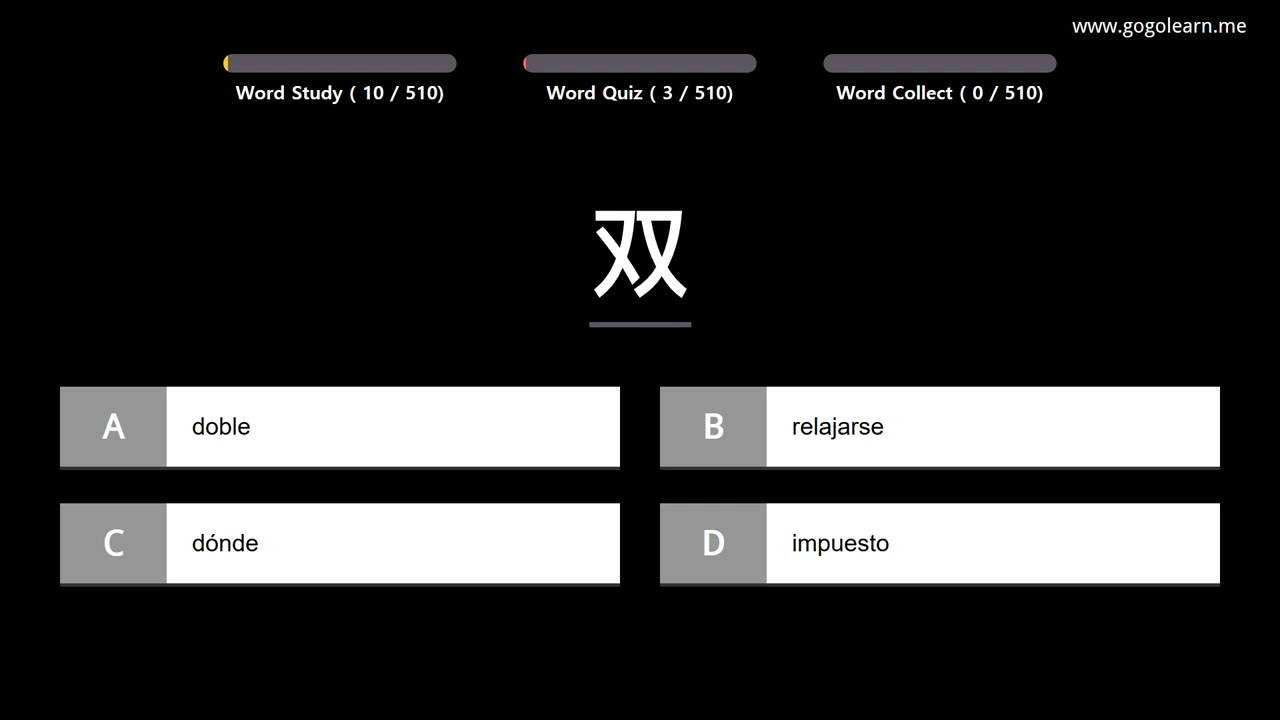 www.gogolearn.me
Word Study ( 10 / 510)
Word Quiz ( 3 / 510)
Word Collect ( 0 / 510)
双
A doble
B relajarse
C dónde
D impuesto